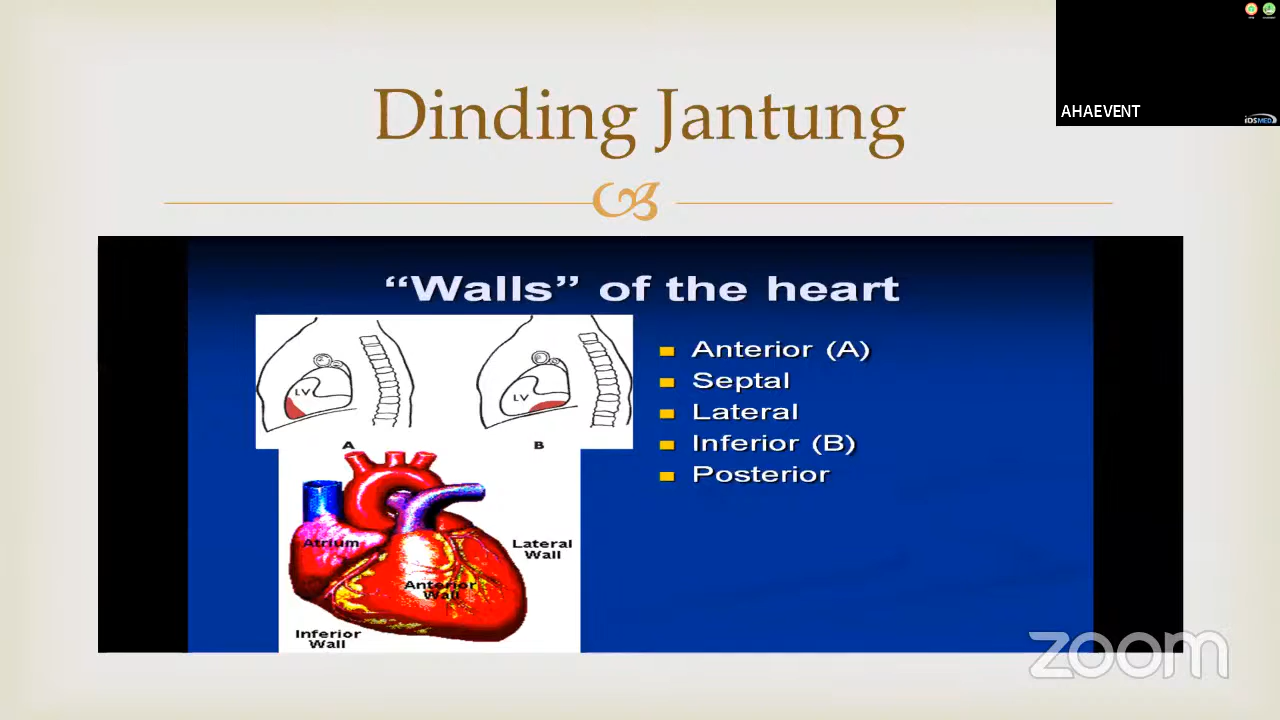 Dinding Jantung
AHAEVENT
iDSMED
“Walls” of the heart
LV
LV
A
B
Anterior (A)
Septal
Lateral
Inferior (B)
Posterior
Atrium
Lateral
Wall
Anterior
Wall
Inferior
Wall
zoom